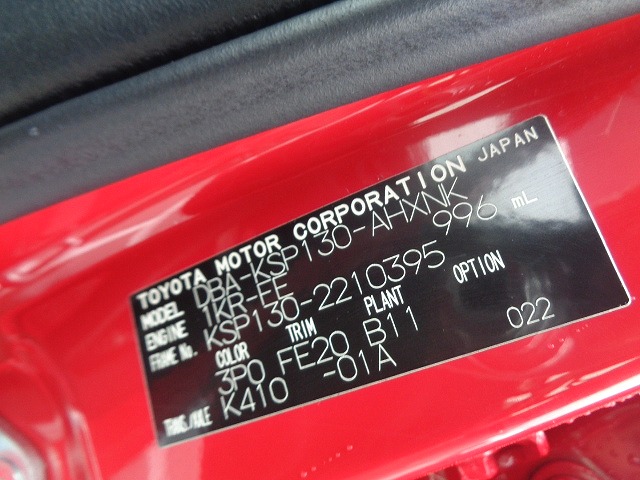 TOYOTA MOTOR CORPORATION JAPAN
MODEL DBA-KSP130-AHXNK
ENGINE 1KR-FE 996 mL
FRAME No. KSP130-2210395
COLOR TRIM PLANT OPTION
3P0 FE20 B11 022
TRANS./AXLE K410 -01A